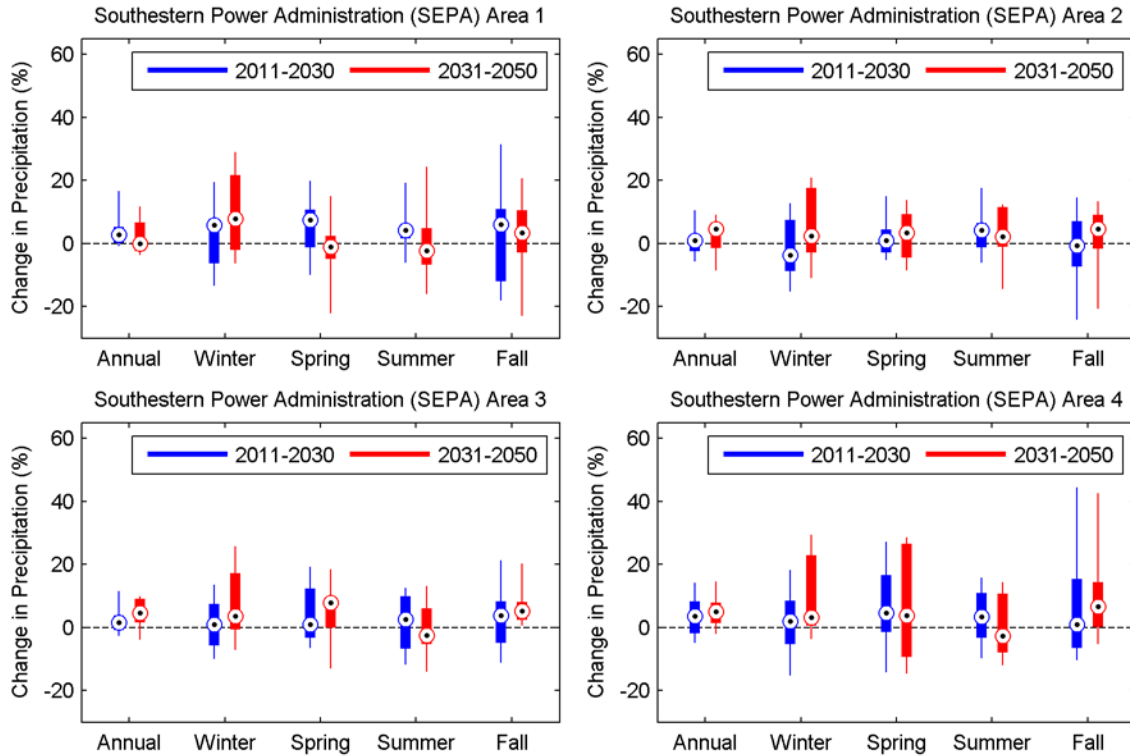 Southestern Power Administration (SEPA) Area 1
Change in Precipitation (%)
60
40
20
0
-20
2011-2030
2031-2050
Annual
Winter
Spring
Summer
Fall
Southestern Power Administration (SEPA) Area 2
Change in Precipitation (%)
60
40
20
0
-20
2011-2030
2031-2050
Annual
Winter
Spring
Summer
Fall
Southestern Power Administration (SEPA) Area 3
Change in Precipitation (%)
60
40
20
0
-20
2011-2030
2031-2050
Annual
Winter
Spring
Summer
Fall
Southestern Power Administration (SEPA) Area 4
Change in Precipitation (%)
60
40
20
0
-20
2011-2030
2031-2050
Annual
Winter
Spring
Summer
Fall